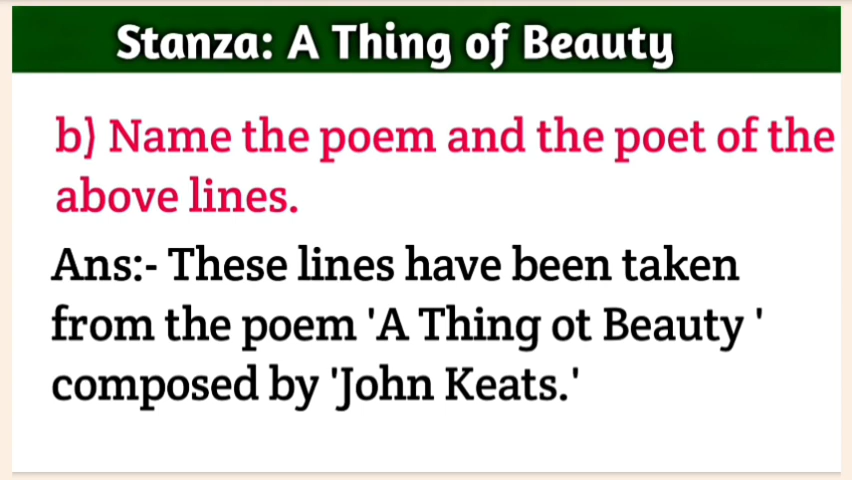 Stanza: A Thing of Beauty
b) Name the poem and the poet of the
above lines.
Ans:- These lines have been taken
from the poem 'A Thing ot Beauty '
composed by 'John Keats.'